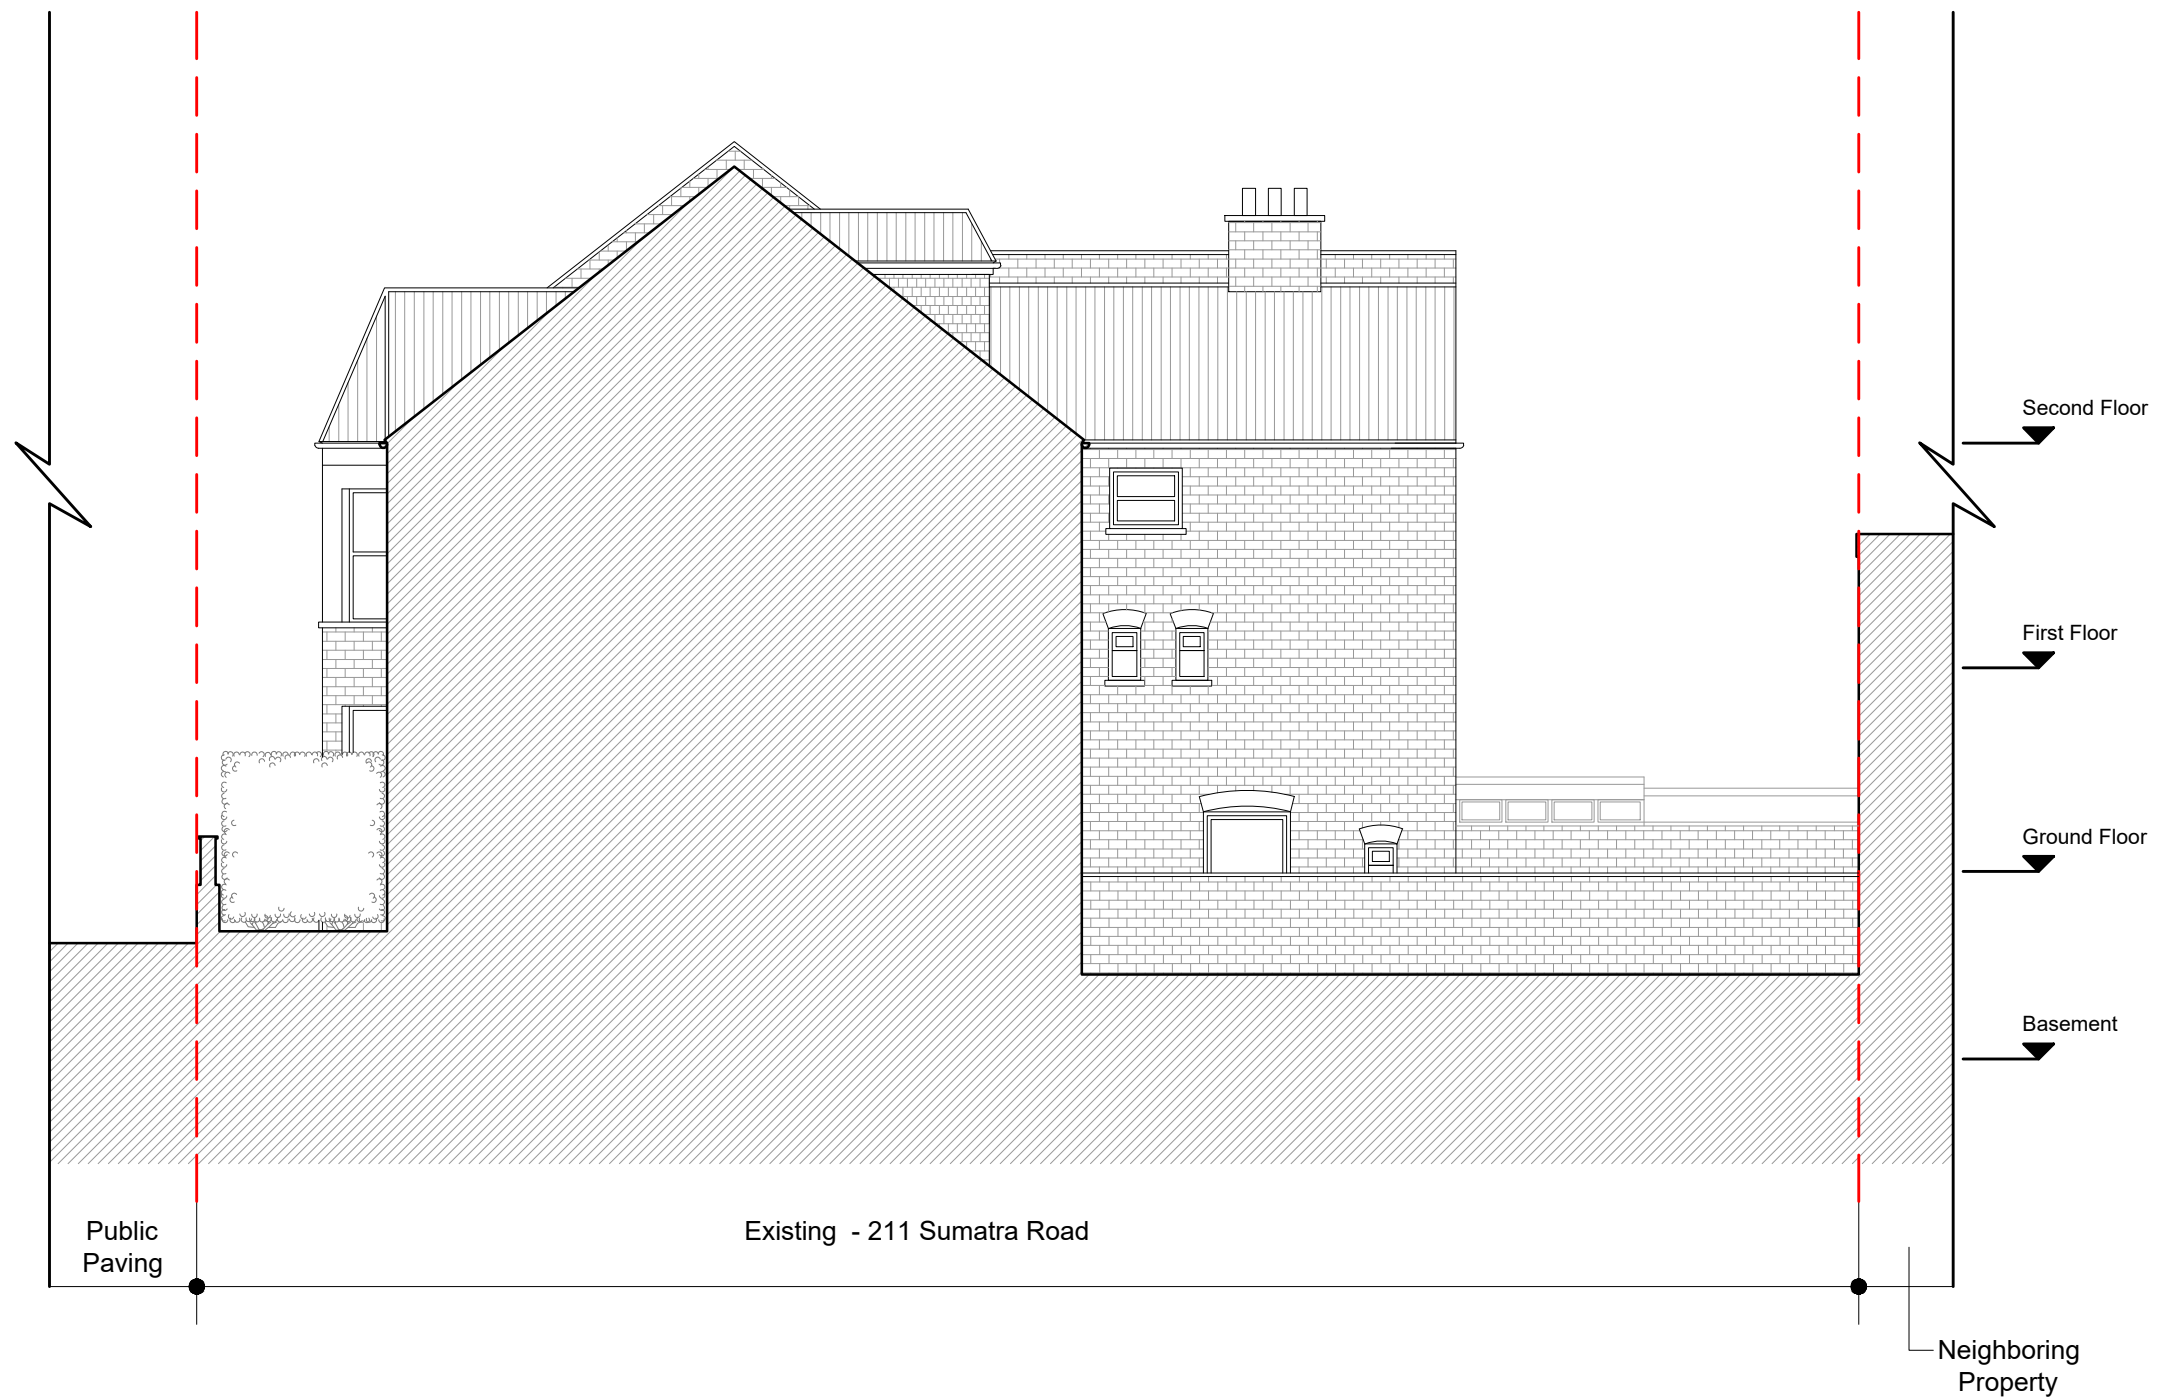 Second Floor
First Floor
Ground Floor
Basement
Public
Paving
Existing  - 211 Sumatra Road
Neighboring
Property